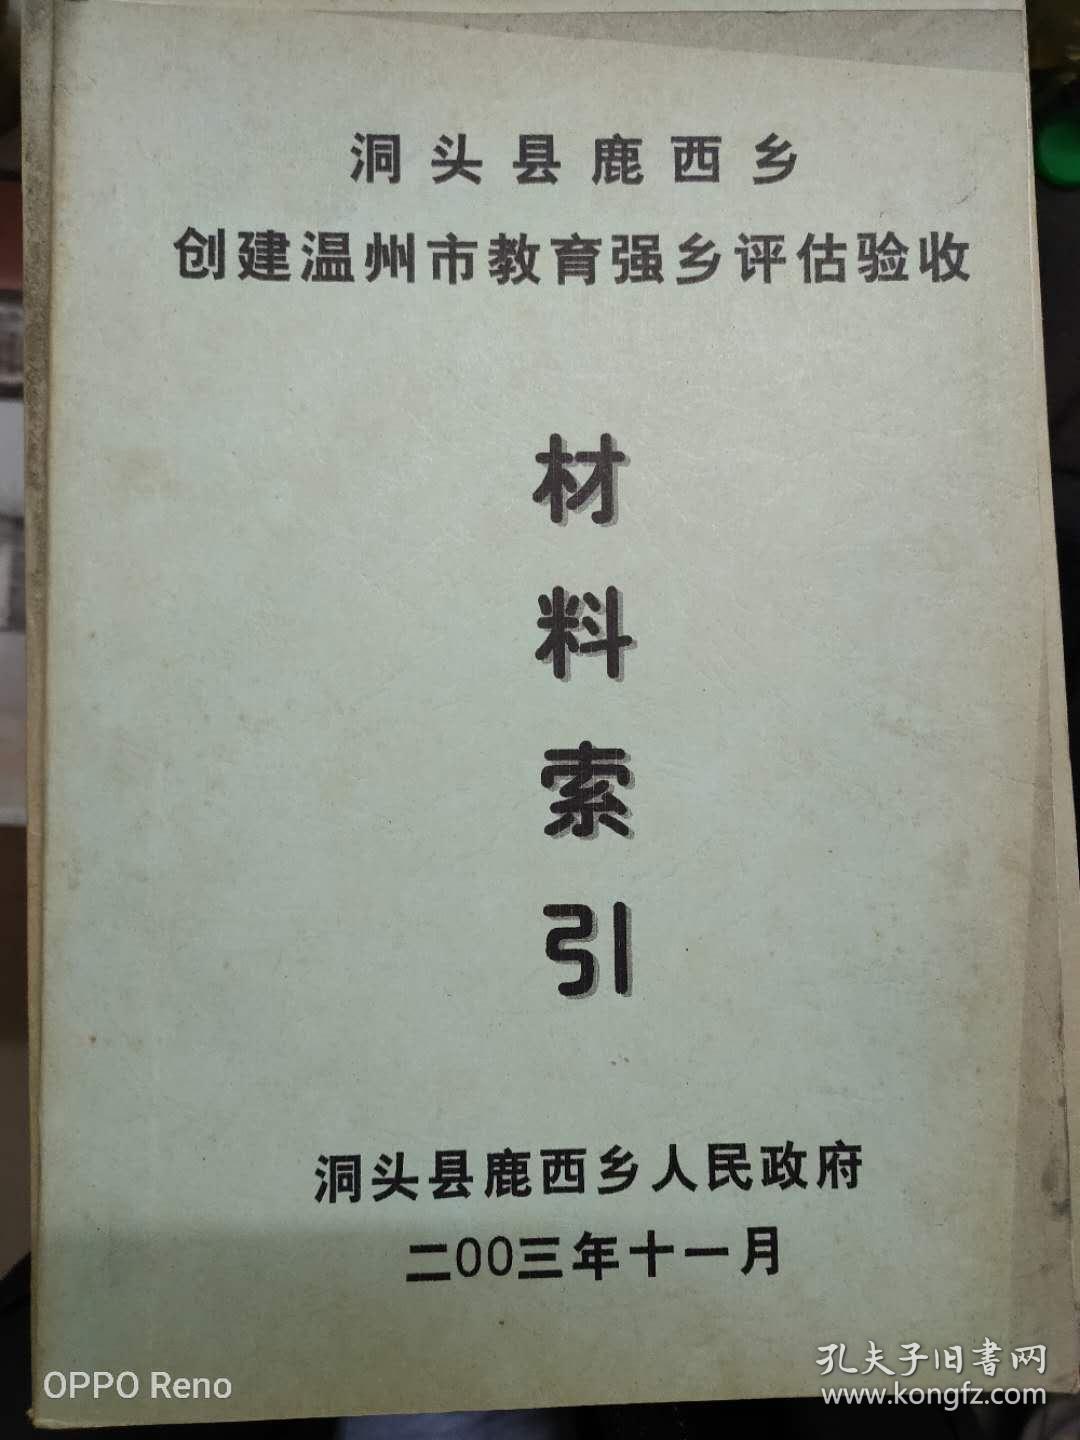 洞头县鹿西乡
创建温州市教育强乡评估验收
材
料
索
引
洞头县鹿西乡人民政府
二00三年十一月
OPPO Reno
孔夫子旧書网
www.kongfz.com